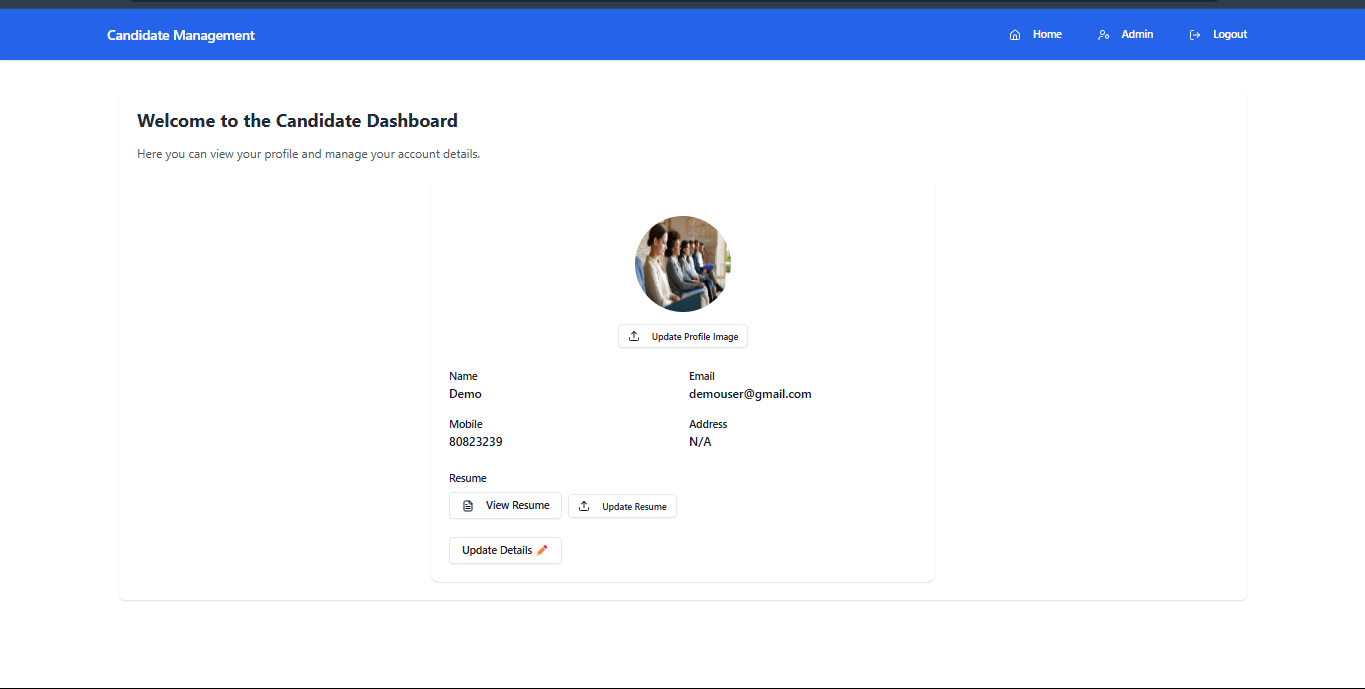 Candidate Management Home Admin Logout
Welcome to the Candidate Dashboard
Here you can view your profile and manage your account details.
Update Profile Image
Name Email
Demo demouser@gmail.com
Mobile Address
80823239 N/A
Resume
View Resume Update Resume
Update Details